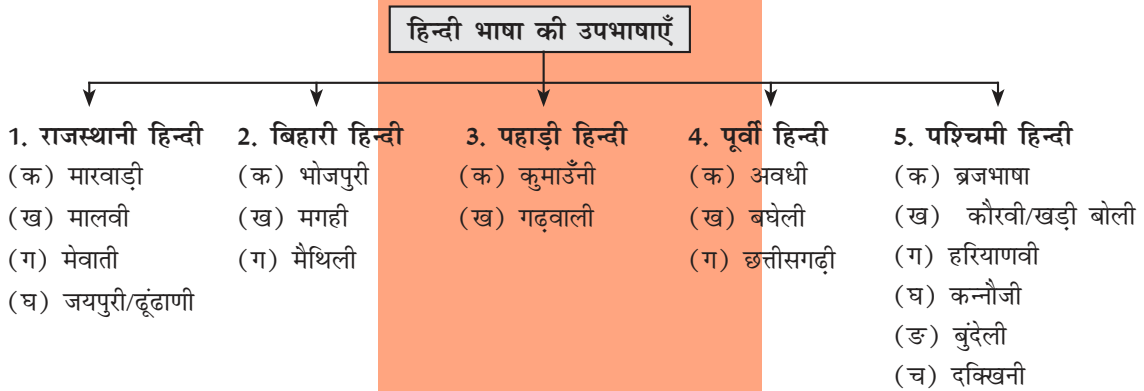 हिन्दी भाषा की उपभाषाएँ
1. राजस्थानी हिन्दी
(क) मारवाड़ी
(ख) मालवी
(ग) मेवाती
(घ) जयपुरी/ढूंढाणी
2. बिहारी हिन्दी
(क) भोजपुरी
(ख) मगही
(ग) मैथिली
3. पहाड़ी हिन्दी
(क) कुमाउँनी
(ख) गढ़वाली
4. पूर्वी हिन्दी
(क) अवधी
(ख) बघेली
(ग) छत्तीसगढ़ी
5. पश्चिमी हिन्दी
(क) ब्रजभाषा
(ख) कौरवी/खड़ी बोली
(ग) हरियाणवी
(घ) कन्नौजी
(ङ) बुंदेली
(च) दक्खिनी